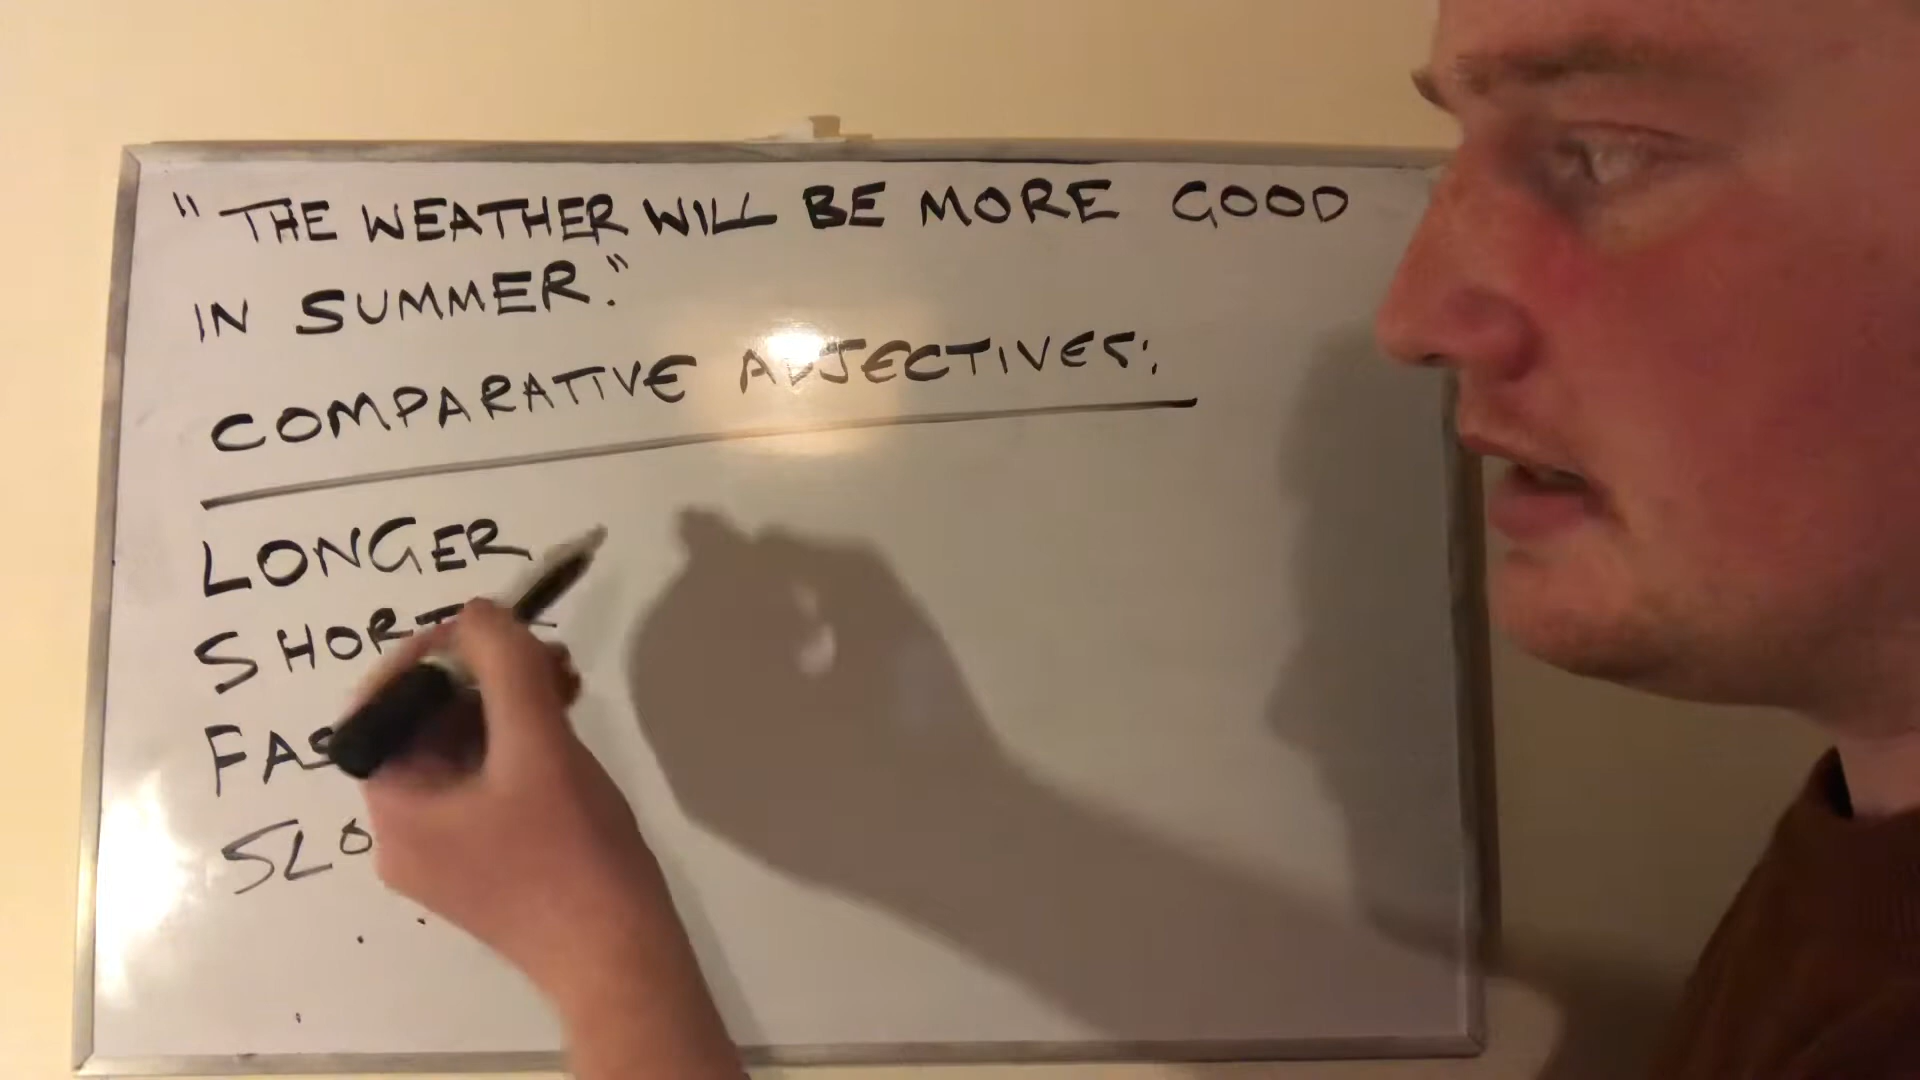 "THE WEATHER WILL BE MORE GOOD
IN SUMMER."
COMPARATIVE ADJECTIVES:
LONGER